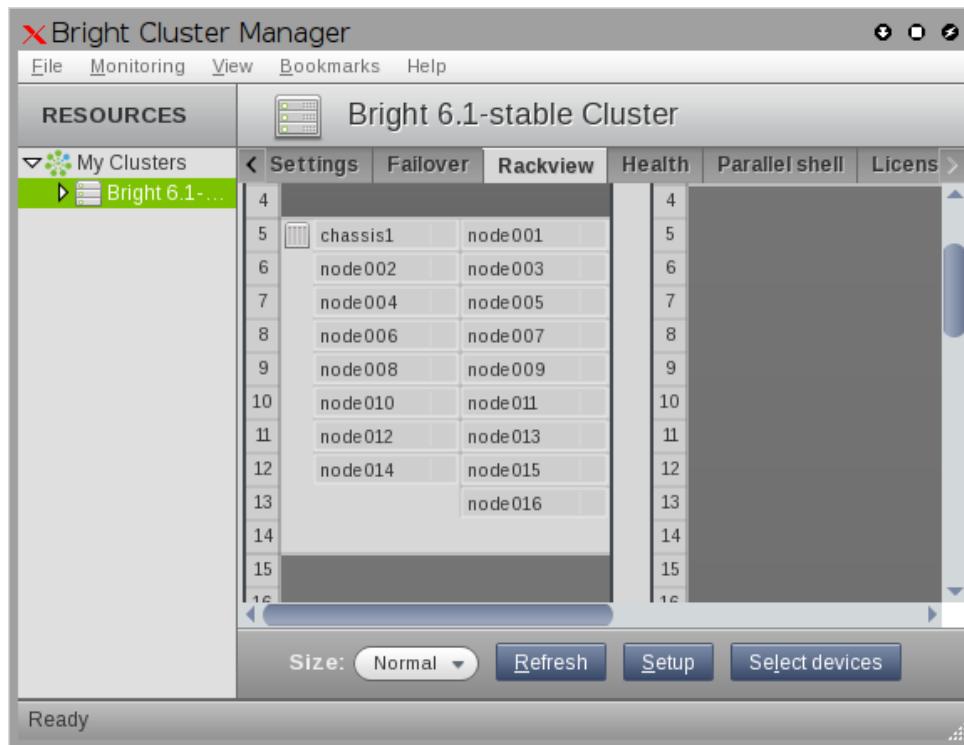 Bright Cluster Manager
File Monitoring View Bookmarks Help
RESOURCES
Bright 6.1-stable Cluster
My Clusters
Bright 6.1-...
Settings Failover Rackview Health Parallel shell Licens
4 4
5 chassis1 node001 5
6 node002 node003 6
7 node004 node005 7
8 node006 node007 8
9 node008 node009 9
10 node010 node011 10
11 node012 node013 11
12 node014 node015 12
13 node016 13
14 14
15 15
16 16
Size: Normal Refresh Setup Select devices
Ready